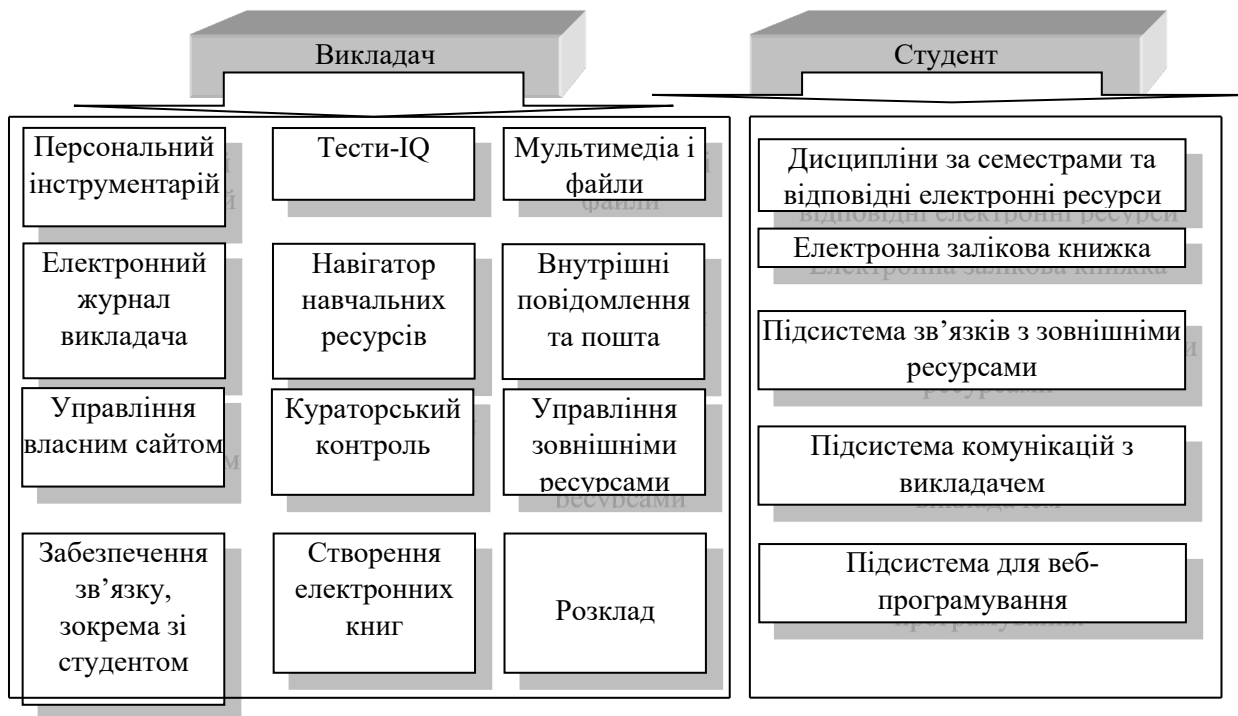 Викладач
Студент
Персональний
інструментарій
Тести-IQ
Мультимедіа і
файли
Електронний
журнал
викладача
Навігатор
навчальних
ресурсів
Внутрішні
повідомлення
та пошта
Управління
власним сайтом
Кураторський
контроль
Управління
зовнішніми
ресурсами
Забезпечення
зв’язку,
зокрема зі
студентом
Створення
електронних
книг
Розклад
Дисципліни за семестрами та
відповідні електронні ресурси
Електронна залікова книжка
Підсистема зв’язків з зовнішніми
ресурсами
Підсистема комунікацій з
викладачем
Підсистема для веб-
програмування